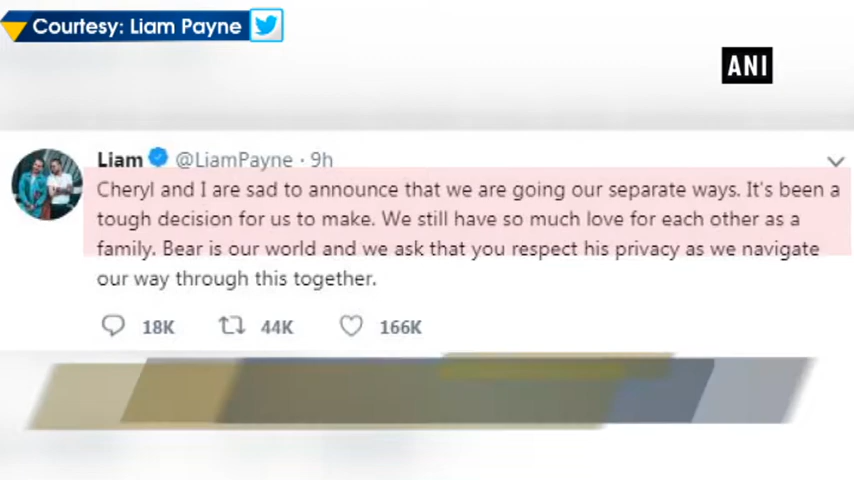 Courtesy: Liam Payne
ANI
Liam @LiamPayne · 9h
Cheryl and I are sad to announce that we are going our separate ways. It's been a
tough decision for us to make. We still have so much love for each other as a
family. Bear is our world and we ask that you respect his privacy as we navigate
our way through this together.
18K 44K 166K